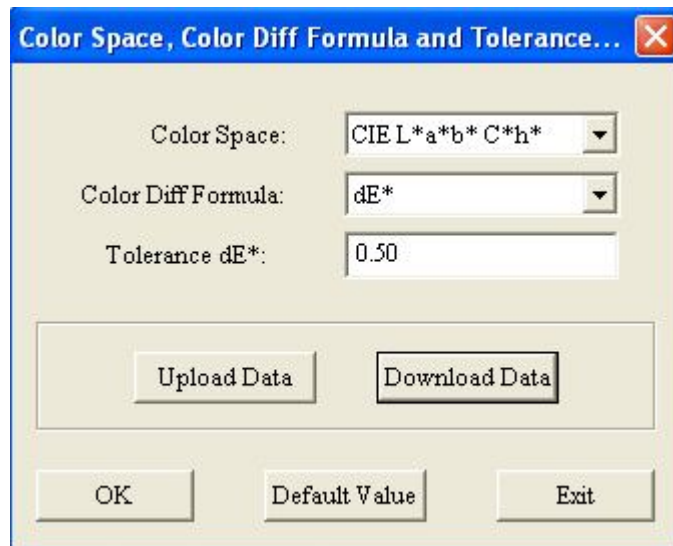 Color Space, Color Diff Formula and Tolerance...
Color Space: CIE L*a*b* C*h*
Color Diff Formula: dE*
Tolerance dE*: 0.50
Upload Data Download Data
OK Default Value Exit